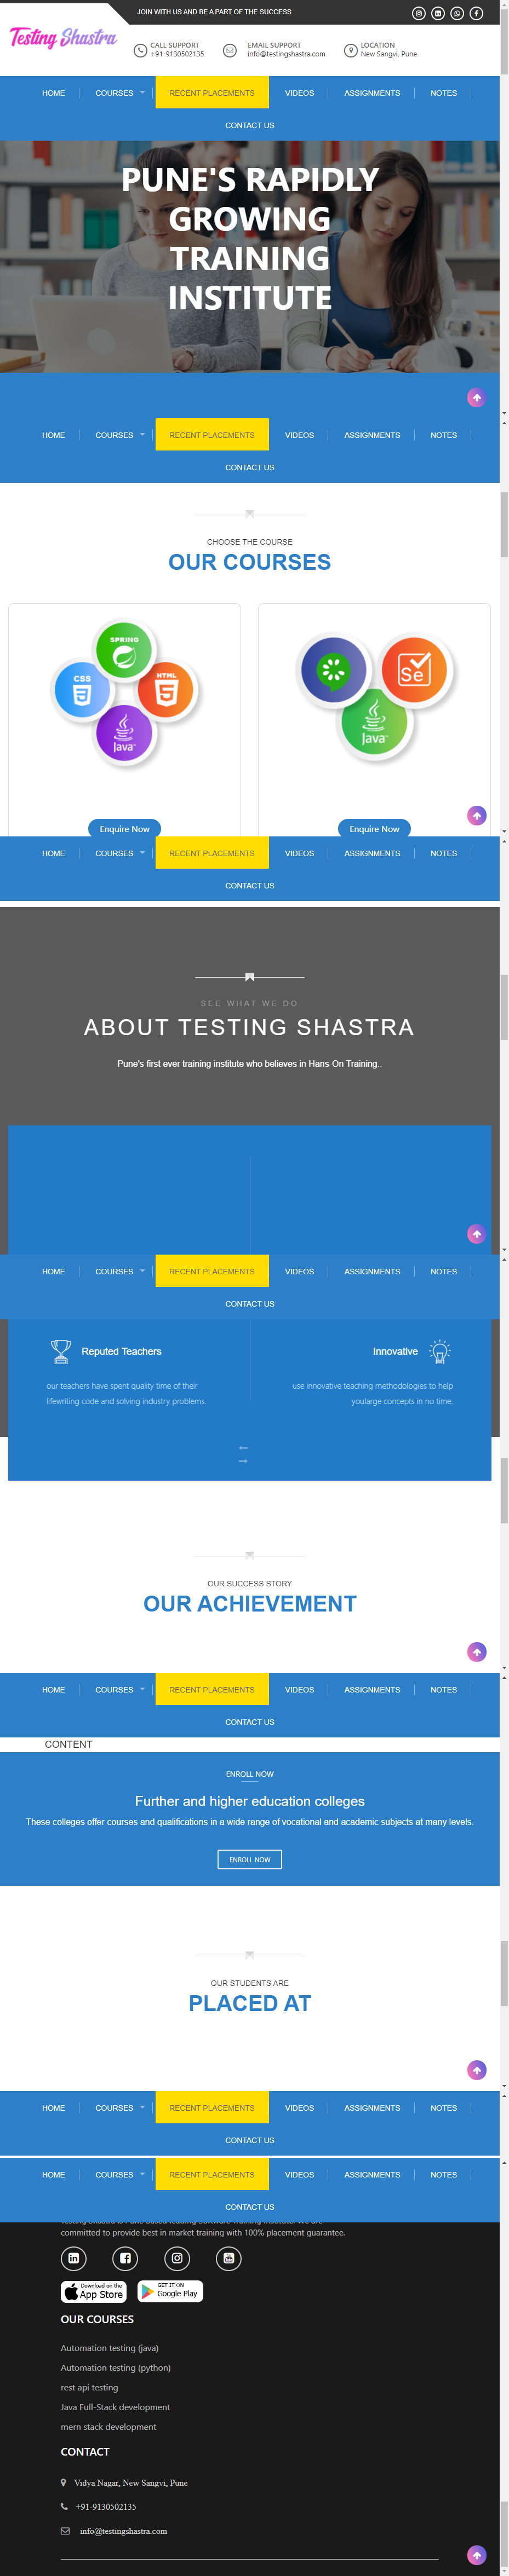 JOIN WITH US AND BE A PART OF THE SUCCESS
Testing Shastra
CALL SUPPORT
+91-9130502135
EMAIL SUPPORT
info@testingshastra.com
LOCATION
New Sangvi, Pune
HOME
COURSES
RECENT PLACEMENTS
VIDEOS
ASSIGNMENTS
NOTES
CONTACT US
PUNE'S RAPIDLY
GROWING
TRAINING
INSTITUTE
HOME
COURSES
RECENT PLACEMENTS
VIDEOS
ASSIGNMENTS
NOTES
CONTACT US
CHOOSE THE COURSE
OUR COURSES
SPRING
CSS
HTML
Java
Se
Java
Enquire Now
Enquire Now
HOME
COURSES
RECENT PLACEMENTS
VIDEOS
ASSIGNMENTS
NOTES
CONTACT US
SEE WHAT WE DO
ABOUT TESTING SHASTRA
Pune's first ever training institute who believes in Hans-On Training..
HOME
COURSES
RECENT PLACEMENTS
VIDEOS
ASSIGNMENTS
NOTES
CONTACT US
Reputed Teachers
our teachers have spent quality time of their
lifewriting code and solving industry problems.
Innovative
use innovative teaching methodologies to help
yoularge concepts in no time.
OUR SUCCESS STORY
OUR ACHIEVEMENT
HOME
COURSES
RECENT PLACEMENTS
VIDEOS
ASSIGNMENTS
NOTES
CONTACT US
CONTENT
ENROLL NOW
Further and higher education colleges
These colleges offer courses and qualifications in a wide range of vocational and academic subjects at many levels.
ENROLL NOW
OUR STUDENTS ARE
PLACED AT
HOME
COURSES
RECENT PLACEMENTS
VIDEOS
ASSIGNMENTS
NOTES
CONTACT US
HOME
COURSES
RECENT PLACEMENTS
VIDEOS
ASSIGNMENTS
NOTES
CONTACT US
committed to provide best in market training with 100% placement guarantee.
Download on the
App Store
GET IT ON
Google Play
OUR COURSES
Automation testing (java)
Automation testing (python)
rest api testing
Java Full-Stack development
mern stack development
CONTACT
Vidya Nagar, New Sangvi, Pune
+91-9130502135
info@testingshastra.com